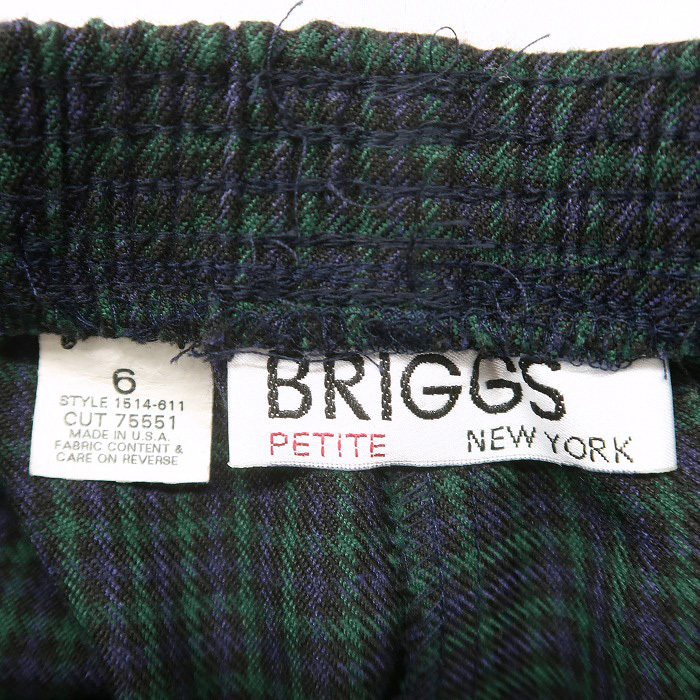 6
STYLE 1514-611
CUT 75551
MADE IN U.S.A.
FABRIC CONTENT &
CARE ON REVERSE
BRIGGS
PETITE NEW YORK